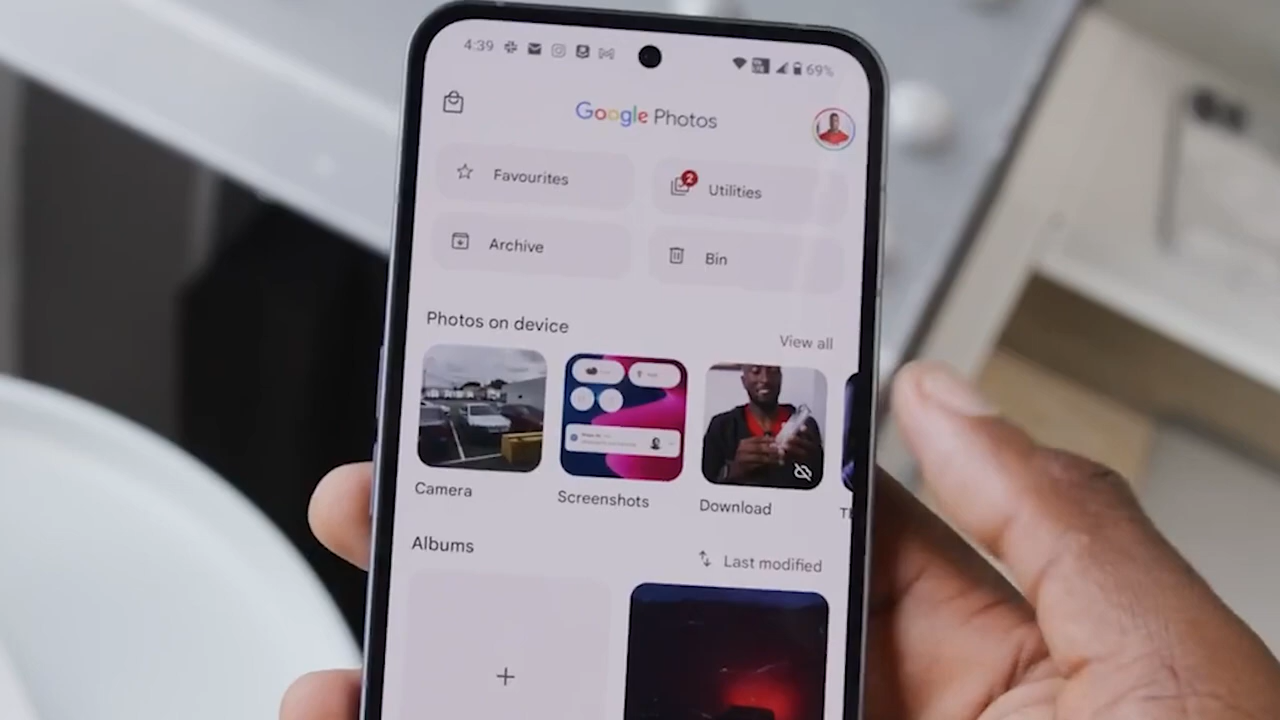 4:39
69%
Google Photos
Favourites
2
Utilities
Archive
Bin
Photos on device
View all
Camera
Screenshots
Download
Albums
Last modified